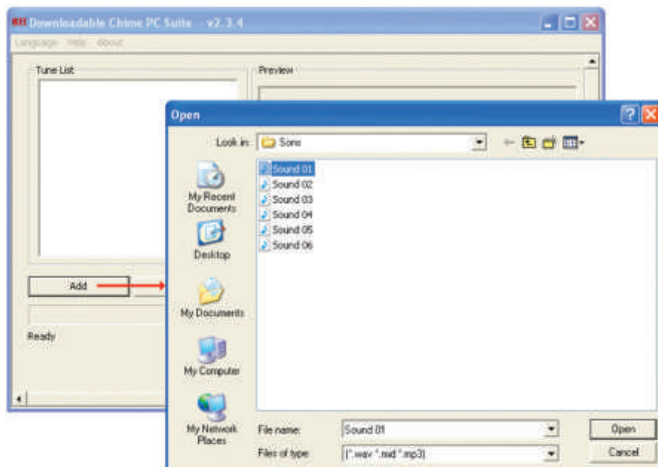 Downloadable Chime PC Suite - v2.3.4
Language Help About
Tune List
Preview
Add
Ready
Open
Look in:
Sons
My Recent
Documents
Desktop
My Documents
My Computer
My Network
Places
Sound 01
Sound 02
Sound 03
Sound 04
Sound 05
Sound 06
File name:
Sound 01
Open
Files of type:
(*.wav *.mid *.mp3)
Cancel